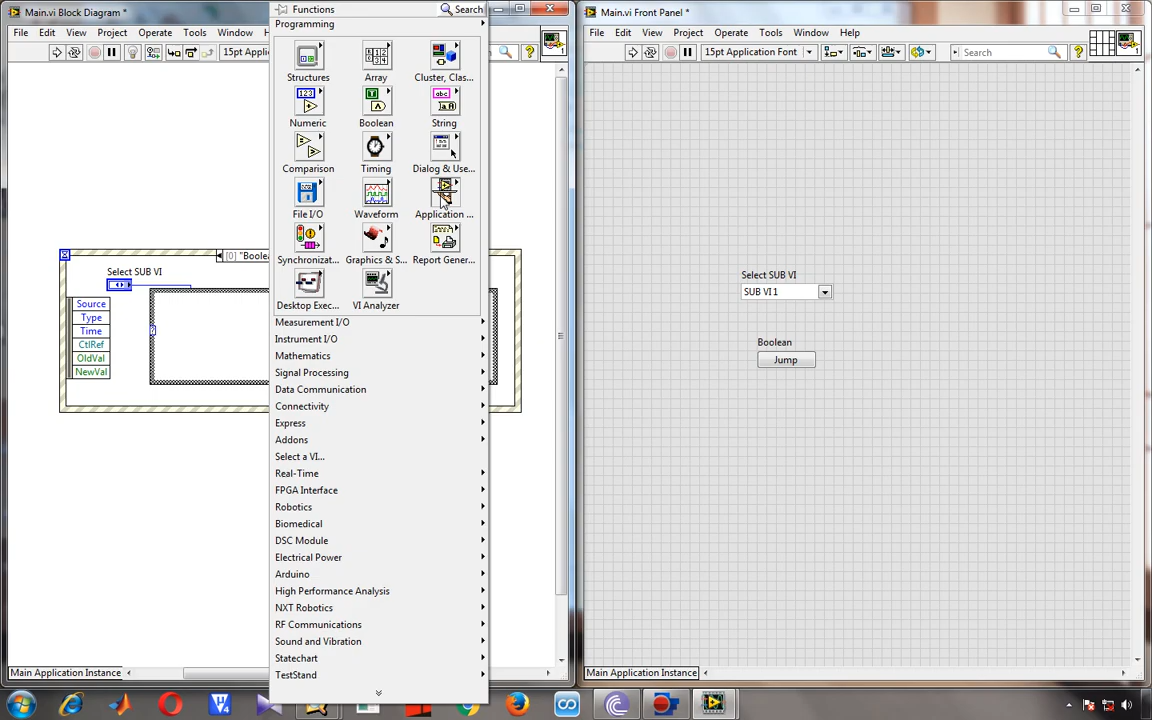 Main.vi Block Diagram *
File Edit View Project Operate Tools Window
15pt Applic
Functions
Search
Programming
Structures
Array
Cluster, Clas...
Numeric
Boolean
String
Comparison
Timing
Dialog & Use...
File I/O
Waveform
Application ...
Synchronizat...
Graphics & S...
Report Gener...
Desktop Exec...
VI Analyzer
Measurement I/O
Instrument I/O
Mathematics
Signal Processing
Data Communication
Connectivity
Express
Addons
Select a VI...
Real-Time
FPGA Interface
Robotics
Biomedical
DSC Module
Electrical Power
Arduino
High Performance Analysis
NXT Robotics
RF Communications
Sound and Vibration
Statechart
TestStand
[0] "Boolea
Select SUB VI
Source
Type
Time
CtlRef
OldVal
NewVal
Main Application Instance
Main.vi Front Panel *
File Edit View Project Operate Tools Window Help
15pt Application Font
Search
Select SUB VI
SUB VI 1
Boolean
Jump
Main Application Instance